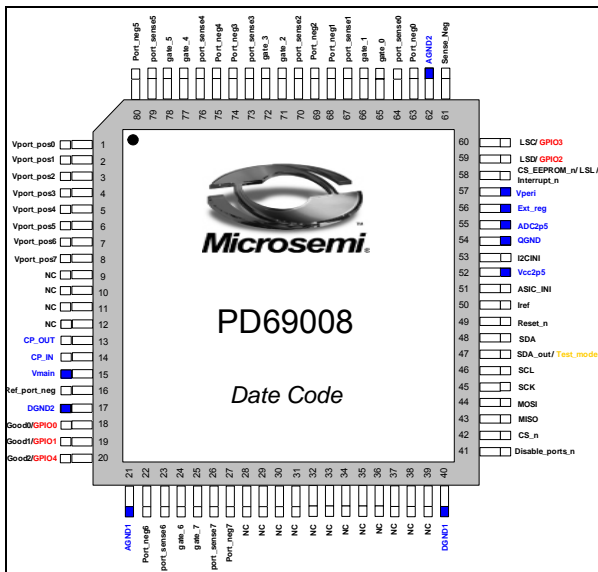 Port_neg5
port_sense5
gate_5
gate_4
port_sense4
Port_neg4
Port_neg3
port_sense3
gate_3
gate_2
port_sense2
Port_neg2
Port_neg1
port_sense1
gate_1
gate_0
port_sense0
Port_neg0
AGND2
Sense_Neg
80 79 78 77 76 75 74 73 72 71 70 69 68 67 66 65 64 63 62 61
Vport_pos0 1
Vport_pos1 2
Vport_pos2 3
Vport_pos3 4
Vport_pos4 5
Vport_pos5 6
Vport_pos6 7
Vport_pos7 8
NC 9
NC 10
NC 11
NC 12
CP_OUT 13
CP_IN 14
Vmain 15
Ref_port_neg 16
DGND2 17
Good0/GPIO0 18
Good1/GPIO1 19
Good2/GPIO4 20
Microsemi®
TM
PD69008
Date Code
60 LSC/ GPIO3
59 LSD/ GPIO2
58 CS_EEPROM_n/ LSL /
Interrupt_n
57 Vperi
56 Ext_reg
55 ADC2p5
54 QGND
53 I2CINI
52 Vcc2p5
51 ASIC_INI
50 Iref
49 Reset_n
48 SDA
47 SDA_out/ Test_mode
46 SCL
45 SCK
44 MOSI
43 MISO
42 CS_n
41 Disable_ports_n
21 22 23 24 25 26 27 28 29 30 31 32 33 34 35 36 37 38 39 40
AGND1
Port_neg6
port_sense6
gate_6
gate_7
port_sense7
Port_neg7
NC
NC
NC
NC
NC
NC
NC
NC
NC
NC
NC
NC
DGND1